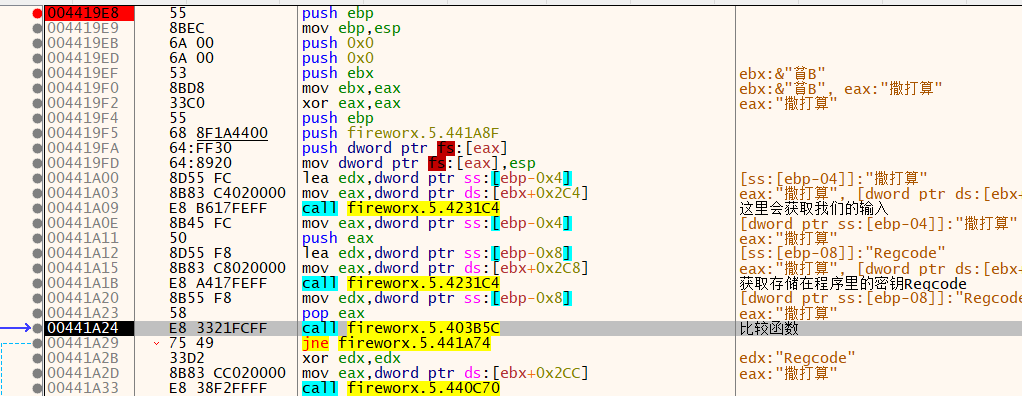 004419E8 55 push ebp
004419E9 8BEC mov ebp,esp
004419EB 6A 00 push 0x0
004419ED 6A 00 push 0x0
004419EF 53 push ebx ebx:&"萺B"
004419F0 8BD8 mov ebx,eax ebx:&"萺B", eax:"撒打算"
004419F2 33C0 xor eax,eax eax:"撒打算"
004419F4 55 push ebp
004419F5 68 8F1A4400 push fireworx.5.441A8F
004419FA 64:FF30 push dword ptr fs:[eax]
004419FD 64:8920 mov dword ptr fs:[eax],esp
00441A00 8D55 FC lea edx,dword ptr ss:[ebp-0x4] [ss:[ebp-04]]:"撒打算"
00441A03 8B83 C4020000 mov eax,dword ptr ds:[ebx+0x2C4] eax:"撒打算", [dword ptr ds:[ebx+
00441A09 E8 B617FEFF call fireworx.5.4231C4 这里会获取我们的输入
00441A0E 8B45 FC mov eax,dword ptr ss:[ebp-0x4] [dword ptr ss:[ebp-04]]:"撒打算"
00441A11 50 push eax eax:"撒打算"
00441A12 8D55 F8 lea edx,dword ptr ss:[ebp-0x8] [ss:[ebp-08]]:"Regcode"
00441A15 8B83 C8020000 mov eax,dword ptr ds:[ebx+0x2C8] eax:"撒打算", [dword ptr ds:[ebx+
00441A1B E8 A417FEFF call fireworx.5.4231C4 获取存储在程序里的密钥Regcode
00441A20 8B55 F8 mov edx,dword ptr ss:[ebp-0x8] [dword ptr ss:[ebp-08]]:"Regcode
00441A23 58 pop eax eax:"撒打算"
00441A24 E8 3321FCFF call fireworx.5.403B5C 比较函数
00441A29 75 49 jne fireworx.5.441A74
00441A2B 33D2 xor edx,edx edx:"Regcode"
00441A2D 8B83 CC020000 mov eax,dword ptr ds:[ebx+0x2CC] eax:"撒打算"
00441A33 E8 38F2FFFF call fireworx.5.440C70